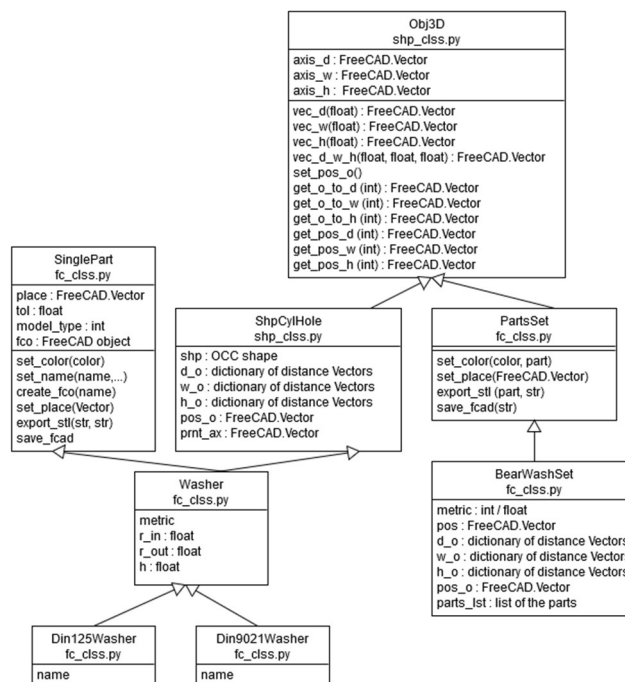 Obj3D
shp_clss.py
axis_d : FreeCAD.Vector
axis_w : FreeCAD.Vector
axis_h : FreeCAD.Vector
vec_d(float) : FreeCAD.Vector
vec_w(float) : FreeCAD.Vector
vec_h(float) : FreeCAD.Vector
vec_d_w_h(float, float, float) : FreeCAD.Vector
set_pos_o()
get_o_to_d (int) : FreeCAD.Vector
get_o_to_w (int) : FreeCAD.Vector
get_o_to_h (int) : FreeCAD.Vector
get_pos_d (int) : FreeCAD.Vector
get_pos_w (int) : FreeCAD.Vector
get_pos_h (int) : FreeCAD.Vector
SinglePart
fc_clss.py
place : FreeCAD.Vector
tol : float
model_type : int
fco : FreeCAD object
set_color(color)
set_name(name,...)
create_fco(name)
set_place(Vector)
export_stl(str, str)
save_fcad
ShpCylHole
shp_clss.py
shp : OCC shape
d_o : dictionary of distance Vectors
w_o : dictionary of distance Vectors
h_o : dictionary of distance Vectors
pos_o : FreeCAD.Vector
prnt_ax : FreeCAD.Vector
PartsSet
fc_clss.py
set_color(color, part)
set_place(FreeCAD.Vector)
export_stl (part, str)
save_fcad(str)
Washer
fc_clss.py
metric
r_in : float
r_out : float
h : float
BearWashSet
fc_clss.py
metric : int / float
pos : FreeCAD.Vector
d_o : dictionary of distance Vectors
w_o : dictionary of distance Vectors
h_o : dictionary of distance Vectors
pos_o : FreeCAD.Vector
parts_lst : list of the parts
Din125Washer
fc_clss.py
name
Din9021Washer
fc_clss.py
name